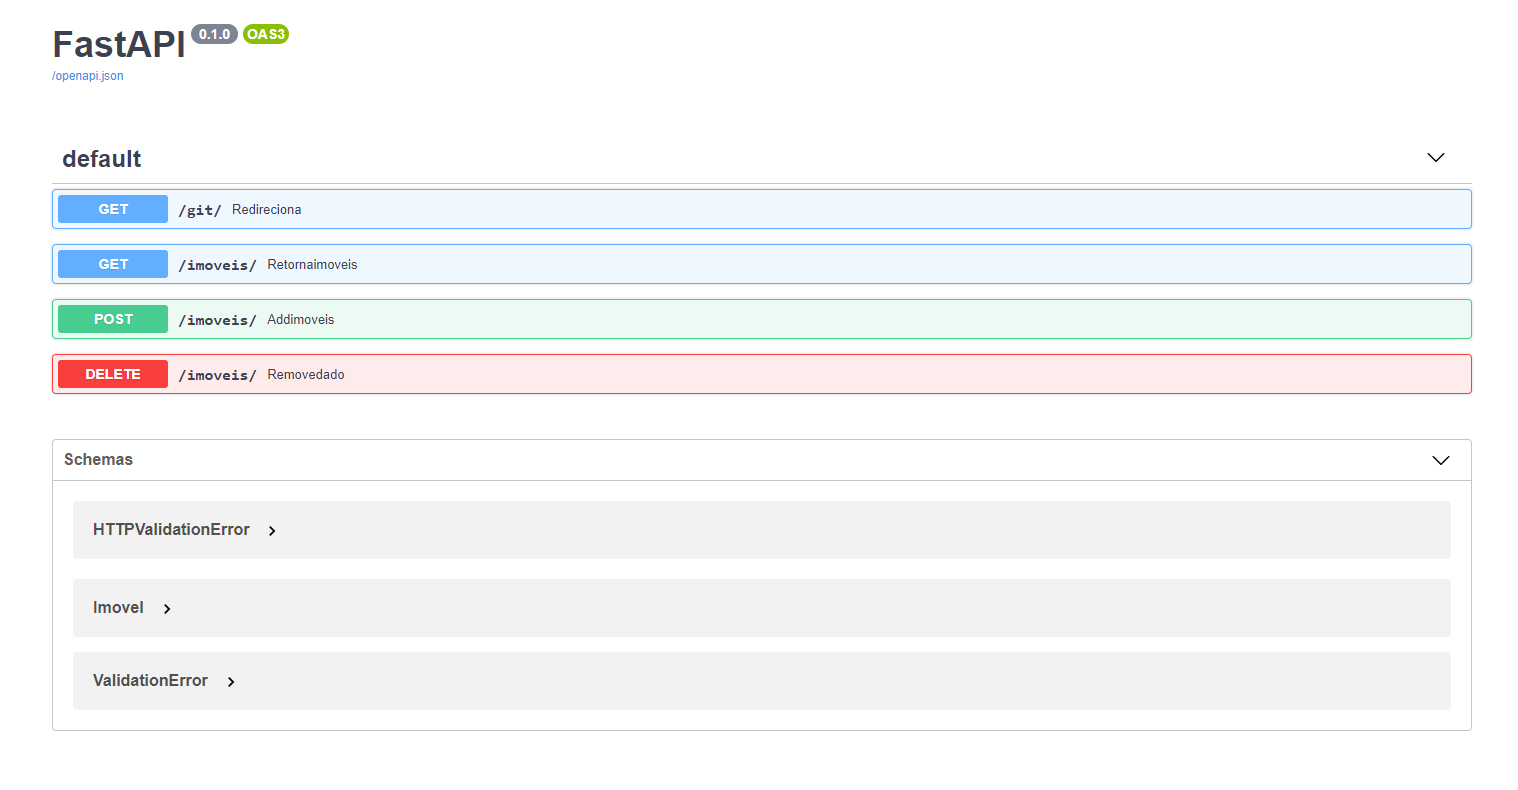 FastAPI 0.1.0 OAS3
/openapi.json
default
GET /git/ Redireciona
GET /imoveis/ Retornaimoveis
POST /imoveis/ Addimoveis
DELETE /imoveis/ Removedado
Schemas
HTTPValidationError
Imovel
ValidationError